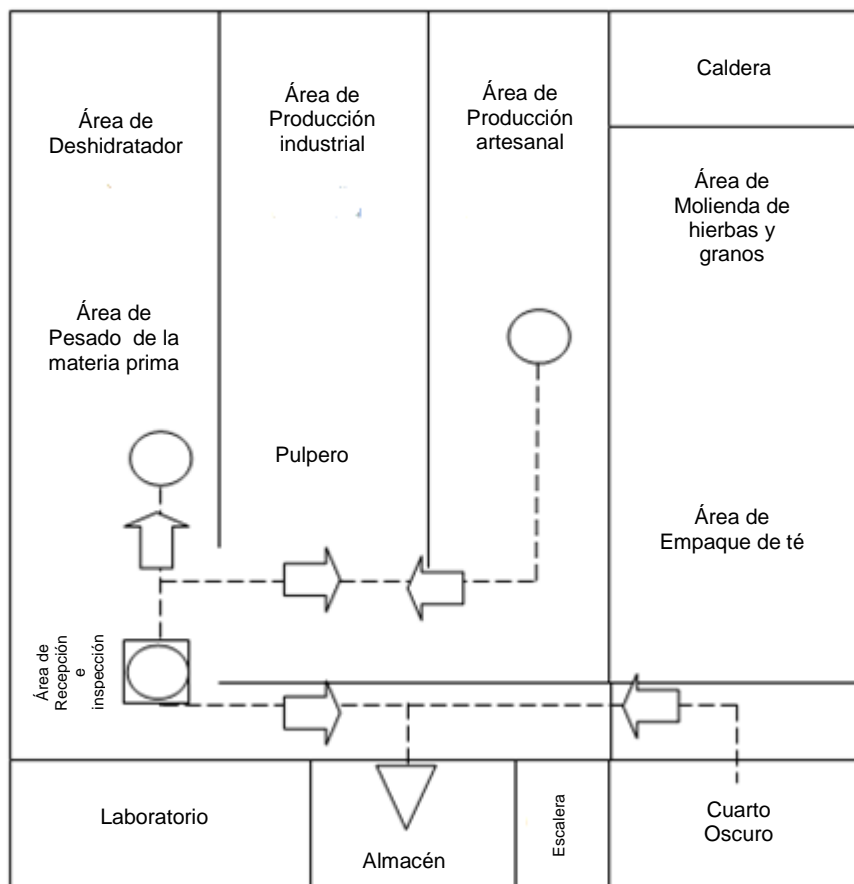 Caldera
Área de
Deshidratador
Área de
Producción
industrial
Área de
Producción
artesanal
Área de
Molienda de
hierbas y
granos
Área de
Pesado de la
materia prima
Pulpero
Área de
Empaque de té
Área de
Recepción
e
inspección
Laboratorio
Almacén
Escalera
Cuarto
Oscuro